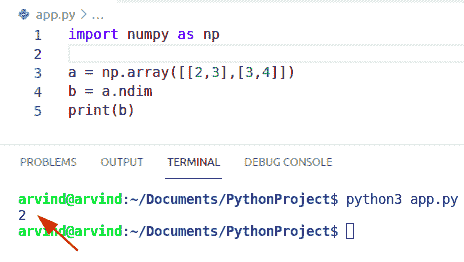 app.py > ...
1 import numpy as np
2
3 a = np.array([[2,3],[3,4]])
4 b = a.ndim
5 print(b)
PROBLEMS OUTPUT TERMINAL DEBUG CONSOLE
arvind@arvind:~/Documents/PythonProject$ python3 app.py
2
arvind@arvind:~/Documents/PythonProject$